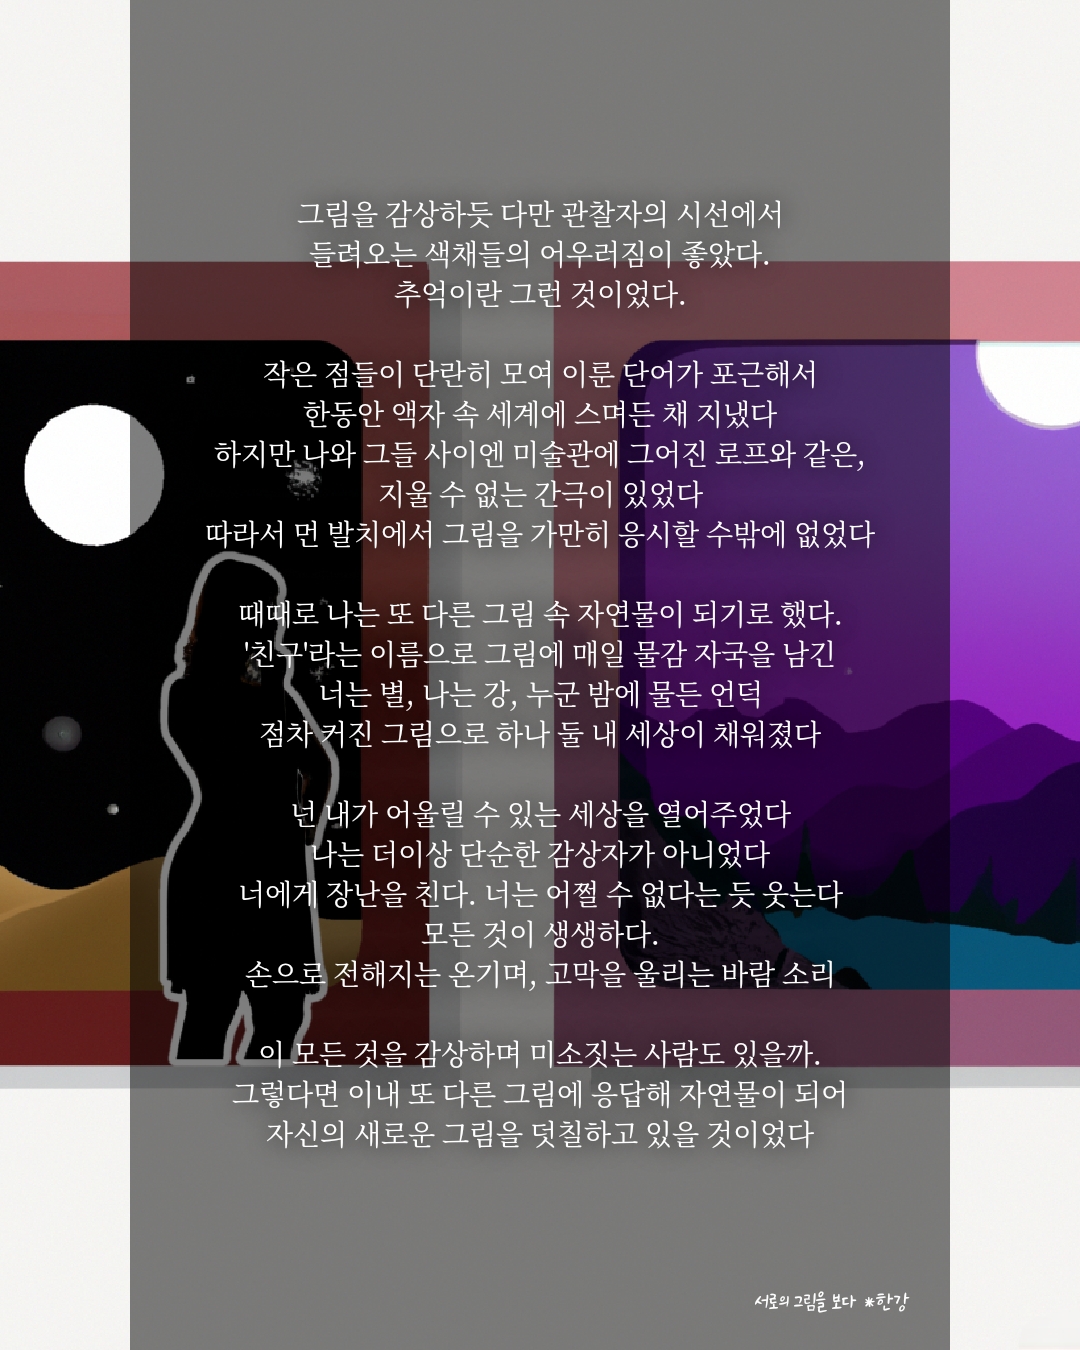 그림을 감상하듯 다만 관찰자의 시선에서
들려오는 색채들의 어우러짐이 좋았다.
추억이란 그런 것이었다.
작은 점들이 단란히 모여 이룬 단어가 포근해서
한동안 액자 속 세계에 스며든 채 지냈다
하지만 나와 그들 사이엔 미술관에 그어진 로프와 같은,
지울 수 없는 간극이 있었다
따라서 먼 발치에서 그림을 가만히 응시할 수밖에 없었다
때때로 나는 또 다른 그림 속 자연물이 되기로 했다.
'친구'라는 이름으로 그림에 매일 물감 자국을 남긴
너는 별, 나는 강, 누군 밤에 물든 언덕
점차 커진 그림으로 하나 둘 내 세상이 채워졌다
넌 내가 어울릴 수 있는 세상을 열어주었다
나는 더이상 단순한 감상자가 아니었다
너에게 장난을 친다. 너는 어쩔 수 없다는 듯 웃는다
모든 것이 생생하다.
손으로 전해지는 온기며, 고막을 울리는 바람 소리
이 모든 것을 감상하며 미소짓는 사람도 있을까.
그렇다면 이내 또 다른 그림에 응답해 자연물이 되어
자신의 새로운 그림을 덧칠하고 있을 것이었다
서로의 그림을 보다 *한강